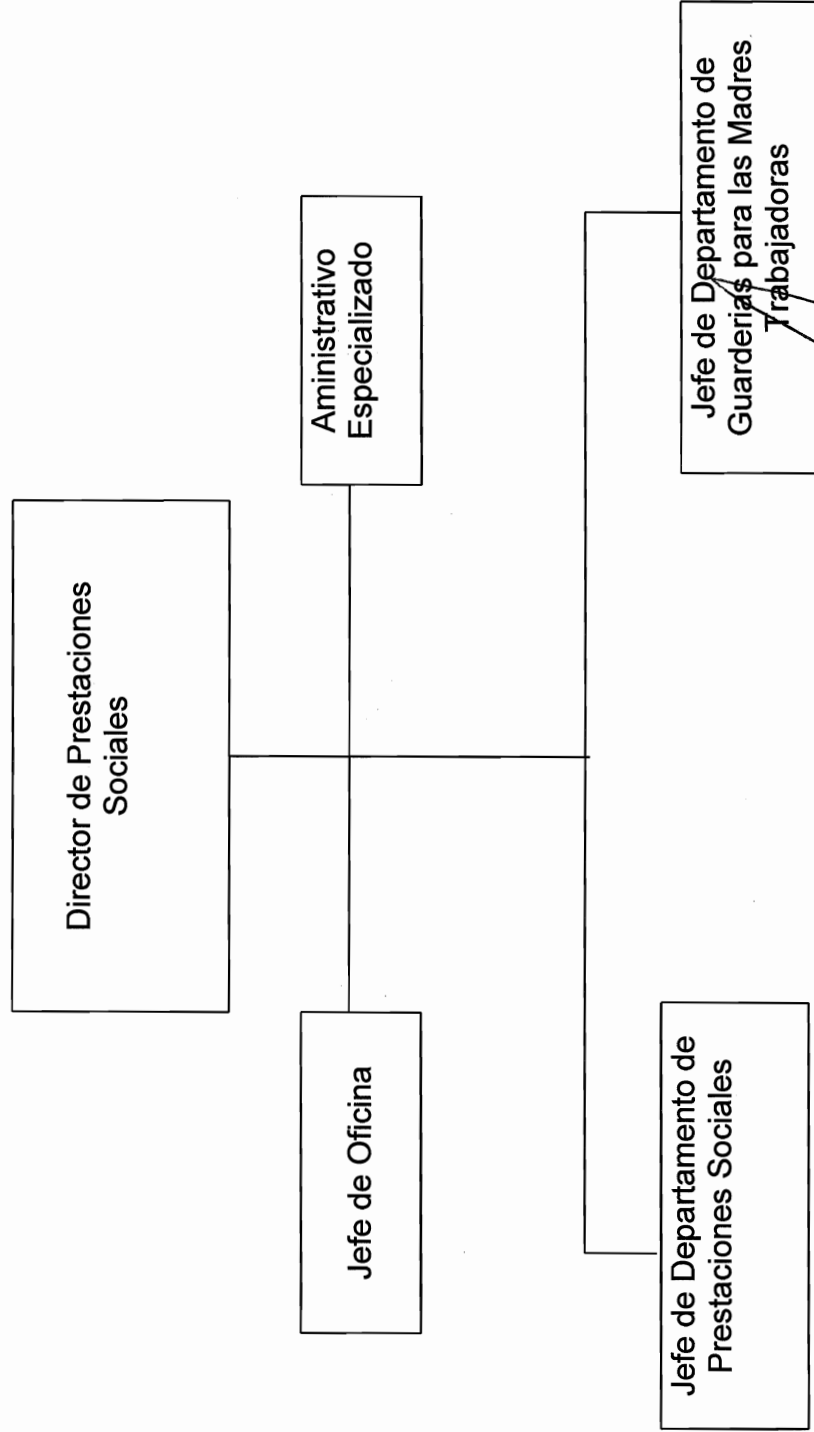 Director de Prestaciones
Sociales
Jefe de Oficina
Aministrativo
Especializado
Jefe de Departamento de
Prestaciones Sociales
Jefe de Departamento de
Guarderias para las Madres
Trabajadoras